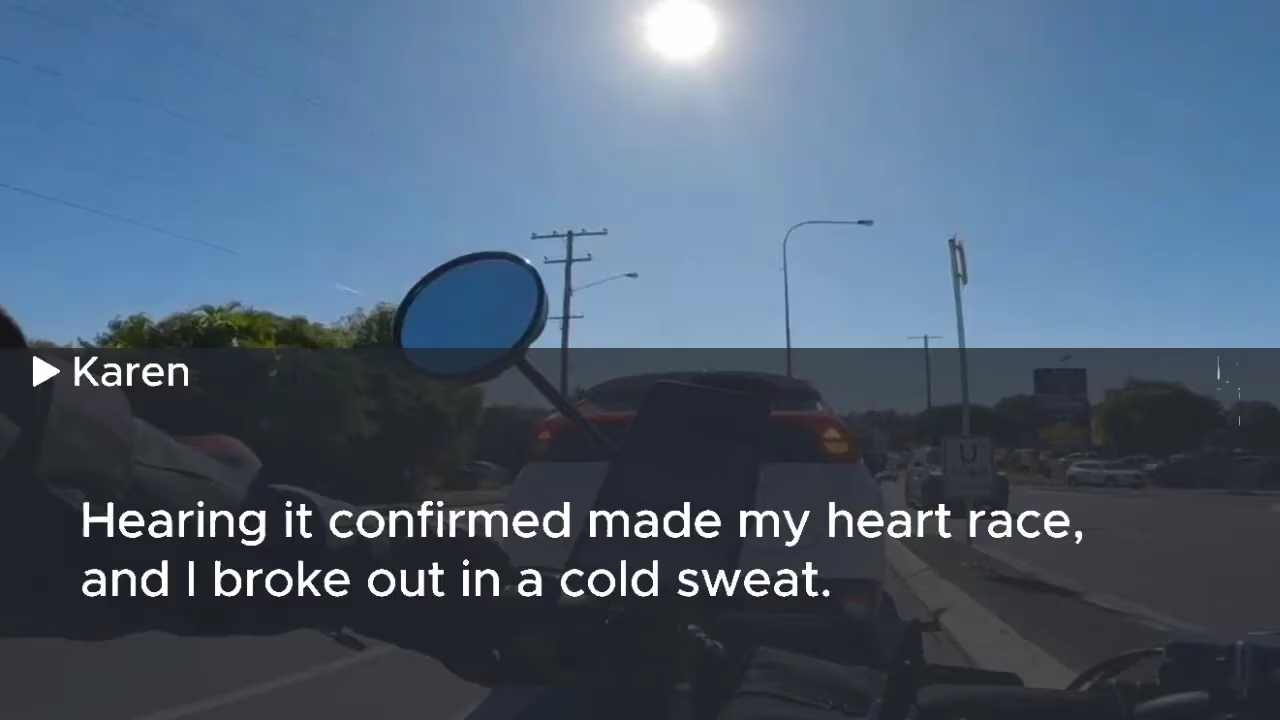 Karen
Hearing it confirmed made my heart race,
and I broke out in a cold sweat.
U